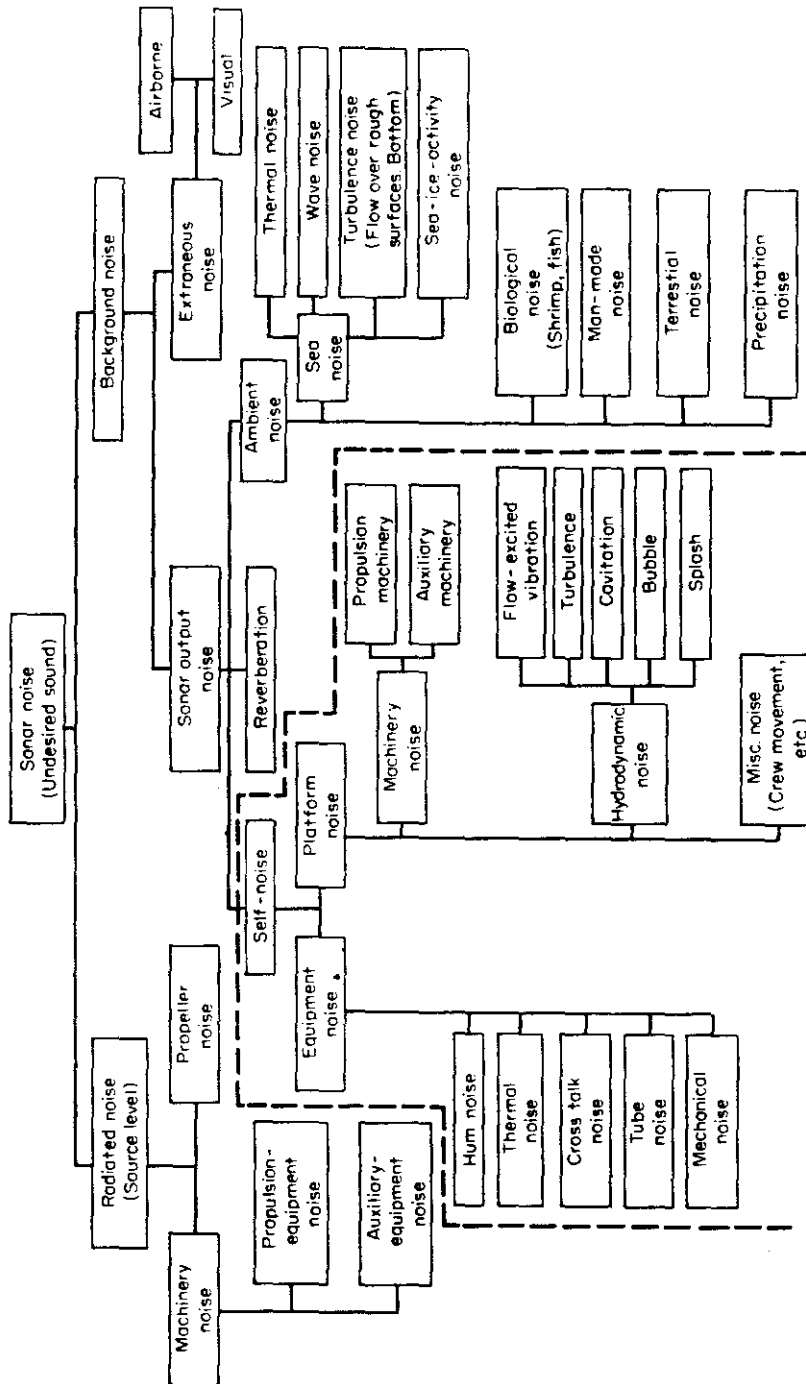 Sonar noise
(Undesired sound)
Radiated noise
(Source level)
Background noise
Machinery
noise
Propeller
noise
Sonar output
noise
Extraneous
noise
Airborne
Visual
Propulsion-
equipment
noise
Auxiliary-
equipment
noise
Self-noise
Reverberation
Ambient
noise
Equipment
noise
Platform
noise
Sea
noise
Thermal noise
Wave noise
Turbulence noise
(Flow over rough
surfaces. Bottom)
Sea-ice-activity
noise
Machinery
noise
Propulsion
machinery
Auxiliary
machinery
Hum noise
Thermal
noise
Cross talk
noise
Tube
noise
Mechanical
noise
Hydrodynamic
noise
Flow-excited
vibration
Turbulence
Cavitation
Bubble
Splash
Misc. noise
(Crew movement,
etc.)
Biological
noise
(Shrimp, fish)
Man-made
noise
Terrestial
noise
Precipitation
noise